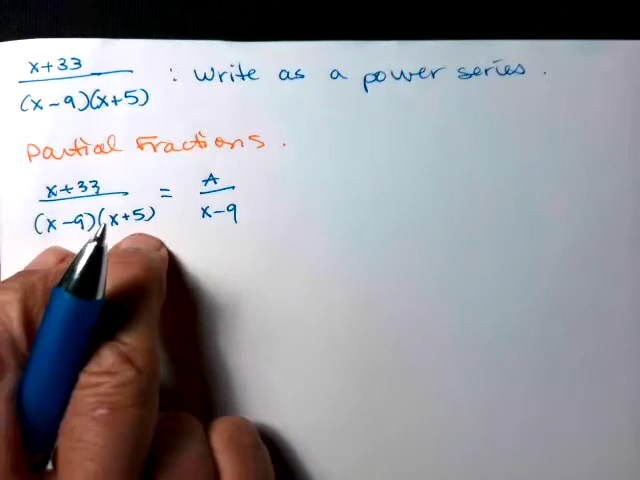 x+33 / (x-9)(x+5) : Write as a power series.
Partial Fractions.
x+33 / (x-9)(x+5) = A / x-9